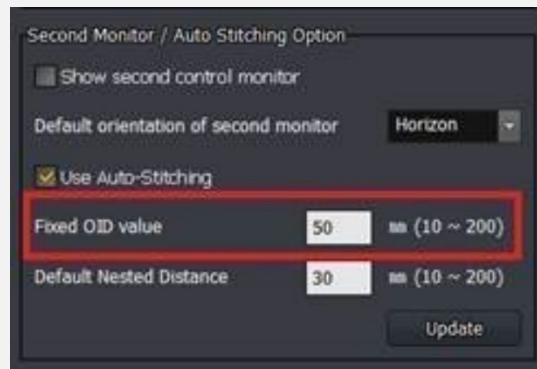 Second Monitor / Auto Stitching Option
Show second control monitor
Default orientation of second monitor Horizon
Use Auto-Stitching
Fixed OID value 50 mm (10 ~ 200)
Default Nested Distance 30 mm (10 ~ 200)
Update